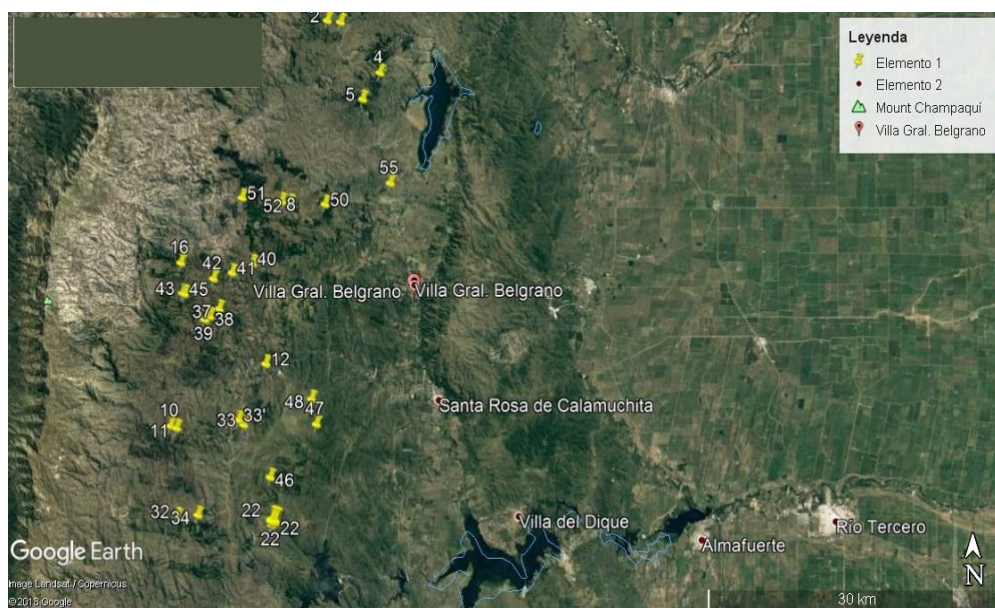 2
4
5
55
51
52
8
50
16
42
41
40
43
45
37
38
39
Villa Gral. Belgrano
Villa Gral. Belgrano
12
10
11
33
33'
48
47
Santa Rosa de Calamuchita
46
32
34
22
22
22
Villa del Dique
Almafuerte
Río Tercero
Leyenda
Elemento 1
Elemento 2
Mount Champaquí
Villa Gral. Belgrano
Google Earth
Image Landsat / Copernicus
© 2018 Google
30 km
N